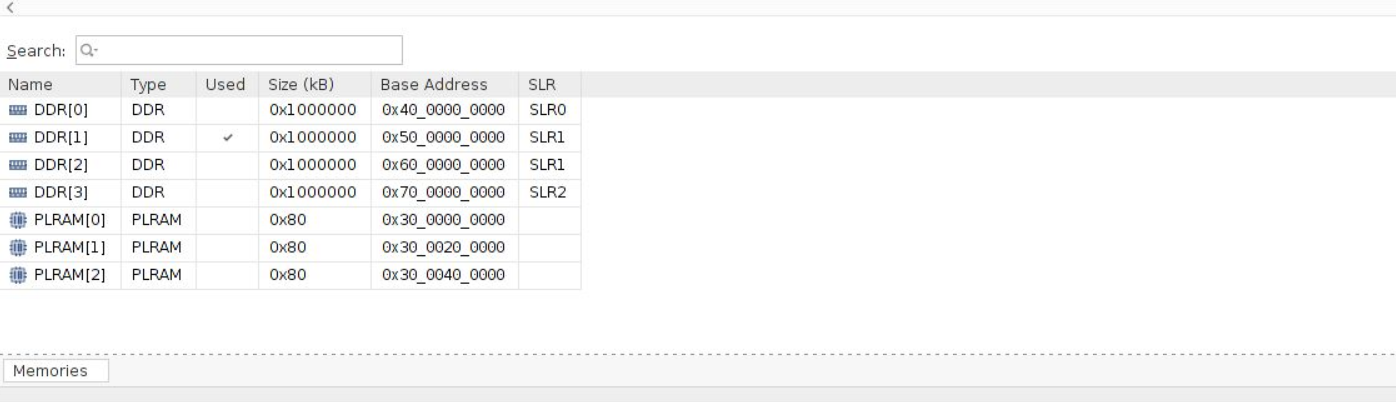 Search:
Name Type Used Size (kB) Base Address SLR
DDR[0] DDR 0x1000000 0x40_0000_0000 SLR0
DDR[1] DDR ✓ 0x1000000 0x50_0000_0000 SLR1
DDR[2] DDR 0x1000000 0x60_0000_0000 SLR1
DDR[3] DDR 0x1000000 0x70_0000_0000 SLR2
PLRAM[0] PLRAM 0x80 0x30_0000_0000
PLRAM[1] PLRAM 0x80 0x30_0020_0000
PLRAM[2] PLRAM 0x80 0x30_0040_0000
Memories